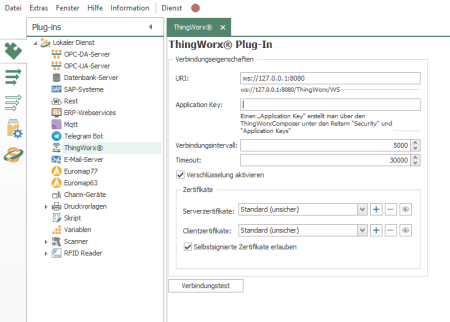 Datei Extras Fenster Hilfe Information Dienst
Plug-ins
Lokaler Dienst
OPC-DA-Server
OPC-UA-Server
Datenbank-Server
SAP SAP-Systeme
Rest
ERP-Webservices
Mqtt
Telegram Bot
ThingWorx®
E-Mail-Server
Euromap77
Euromap63
Charm-Geräte
Druckvorlagen
Skript
Variablen
Scanner
RFID Reader
ThingWorx® ×
ThingWorx® Plug-In
Verbindungseigenschaften
URI: ws://127.0.0.1:8080
ws://127.0.0.1:8080/ThingWorx/WS
Application Key:
Einen „Application Key" erstellt man über den
ThingWorxComposer unter den Reitern "Security" und
"Application Keys"
Verbindungsintervall: 5000
Timeout: 30000
Verschlüsselung aktivieren
Zertifikate
Serverzertifikate: Standard (unsicher)
Clientzertifikate: Standard (unsicher)
Selbstsignierte Zertifikate erlauben
Verbindungstest